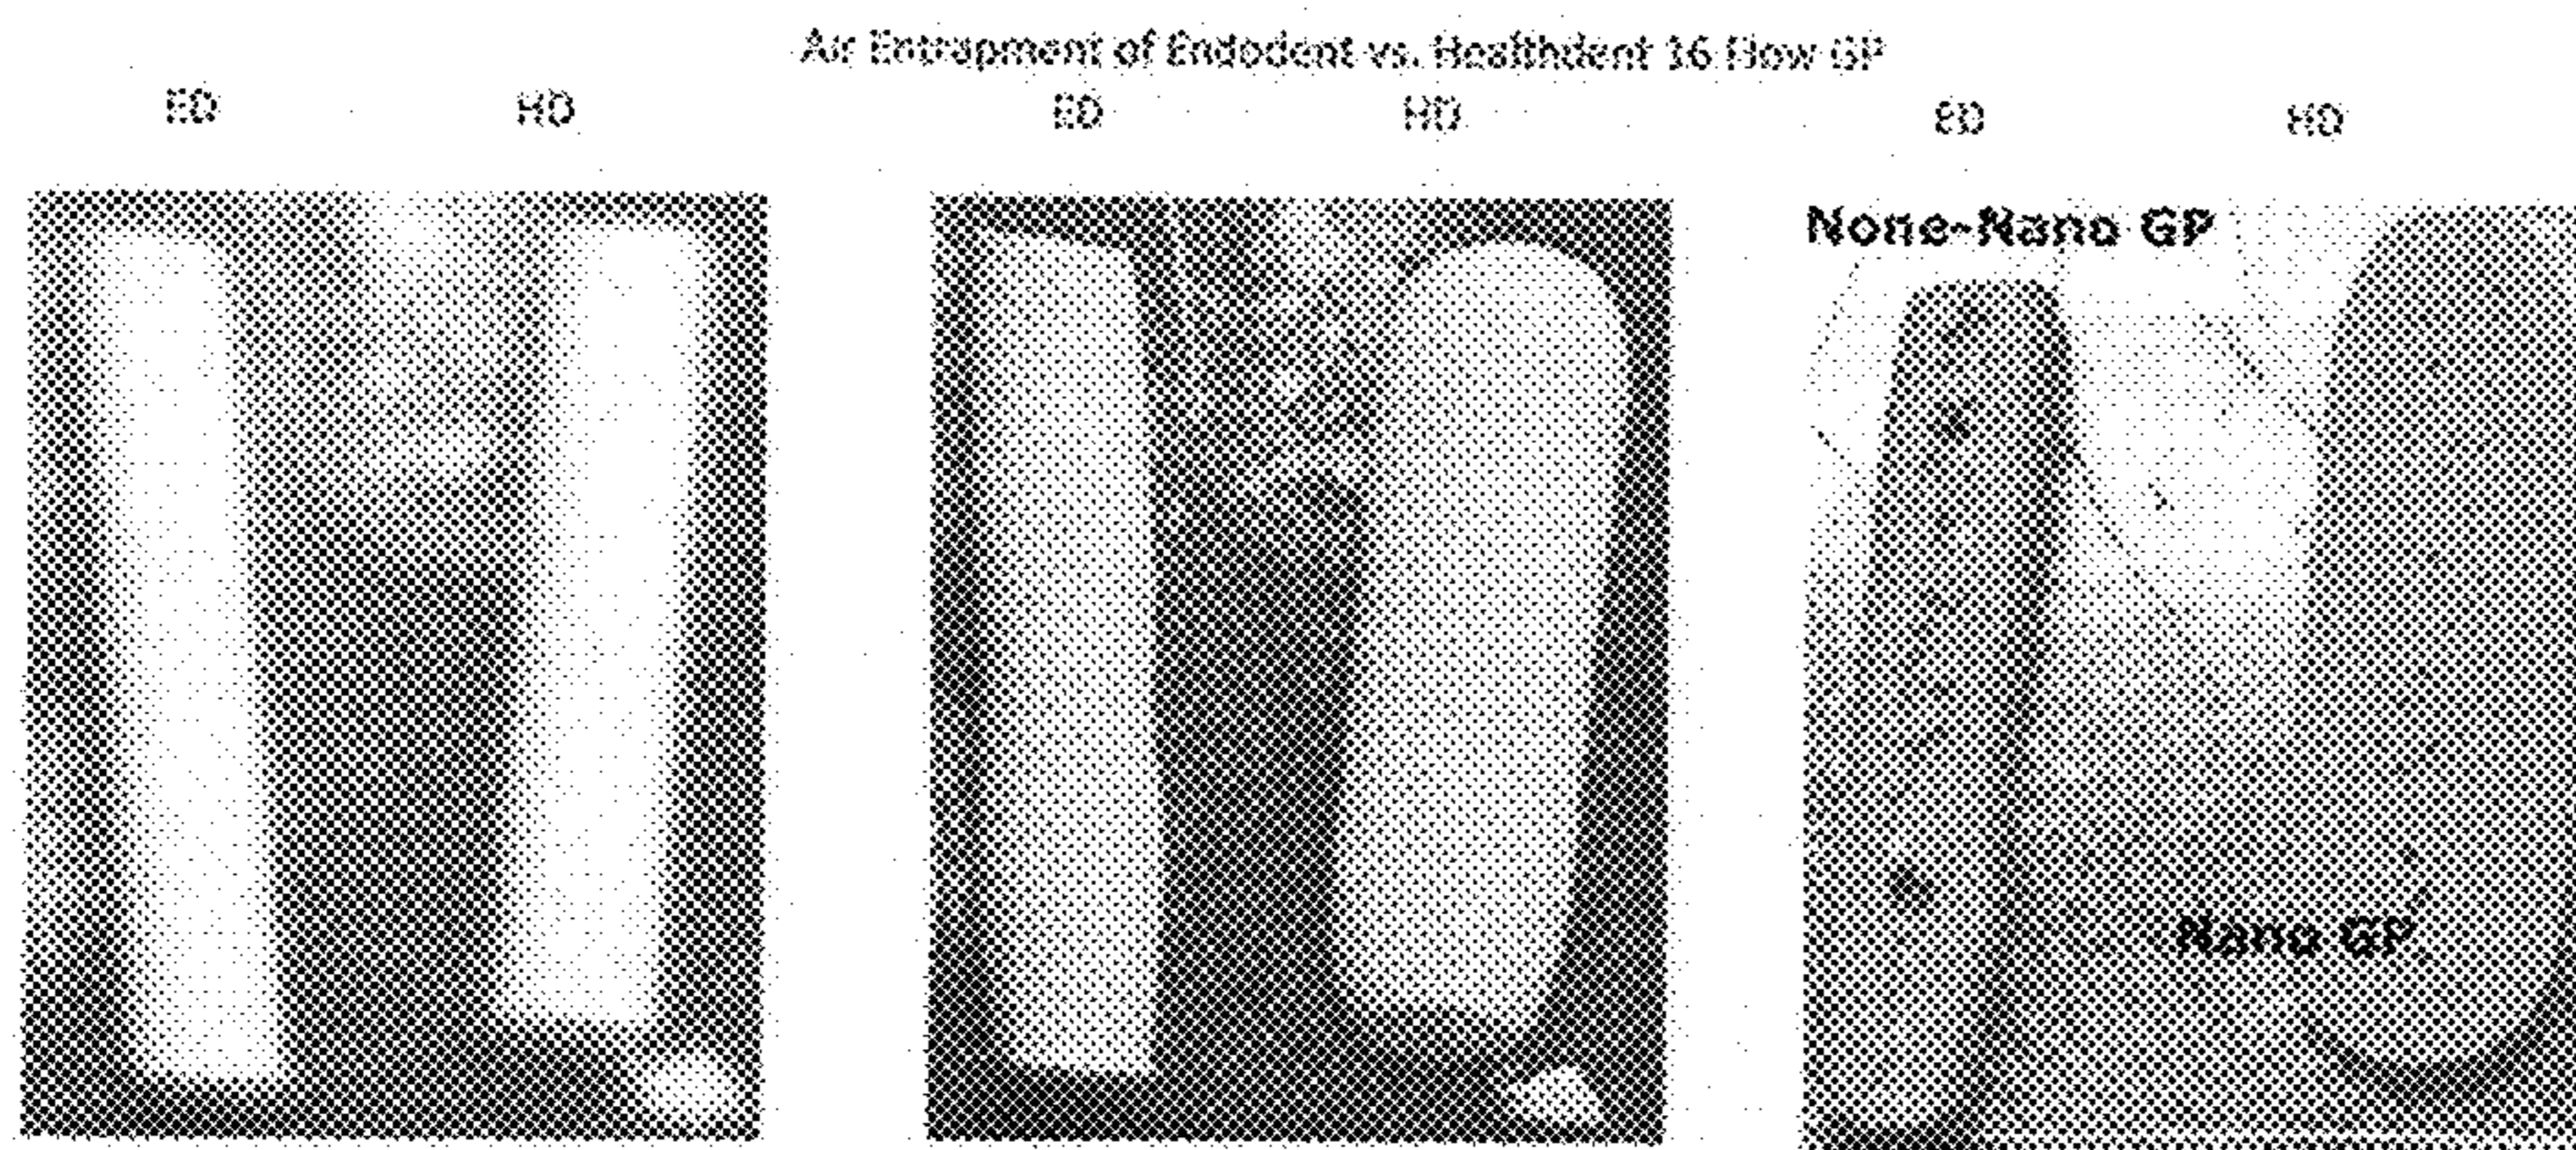 Air Entrapment of Endodent vs. Healthdent 16 Flow GP
ED HD ED HD ED HD
None-Nano GP
Nano GP